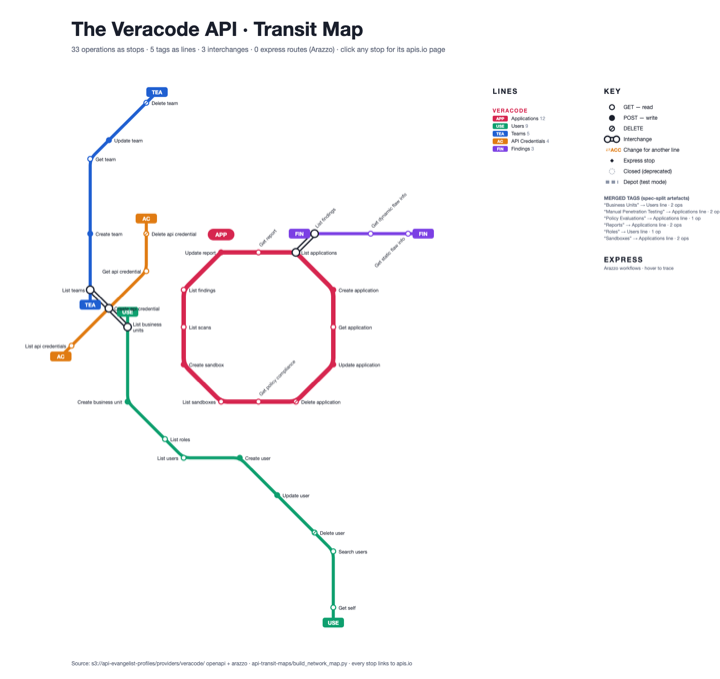 The Veracode API · Transit Map
33 operations as stops · 5 tags as lines · 3 interchanges · 0 express routes (Arazzo) · click any stop for its apis.io page
LINES
VERACODE
APP Applications 12
USE Users 9
TEA Teams 5
AC API Credentials 4
FIN Findings 3
KEY
GET — read
POST — write
DELETE
Interchange
→ACC Change for another line
Express stop
Closed (deprecated)
Depot (test mode)
MERGED TAGS (spec-split artefacts)
"Business Units" → Users line · 2 ops
"Manual Penetration Testing" → Applications line · 2 op
"Policy Evaluations" → Applications line · 1 op
"Reports" → Applications line · 2 ops
"Roles" → Users line · 1 op
"Sandboxes" → Applications line · 2 ops
EXPRESS
Arazzo workflows · hover to trace
TEA
Delete team
Update team
Get team
Create team
List teams
TEA
AC
Delete api credential
Get api credential
credential
List api credentials
AC
USE
List business
units
Create business unit
List roles
List users
Create user
Update user
Delete user
Search users
Get self
USE
APP
Update report
Get report
List applications
Create application
Get application
Update application
Delete application
Get policy compliance
List sandboxes
Create sandbox
List scans
List findings
FIN
List findings
Get dynamic flaw info
Get static flaw info
FIN
Source: s3://api-evangelist-profiles/providers/veracode/ openapi + arazzo · api-transit-maps/build_network_map.py · every stop links to apis.io